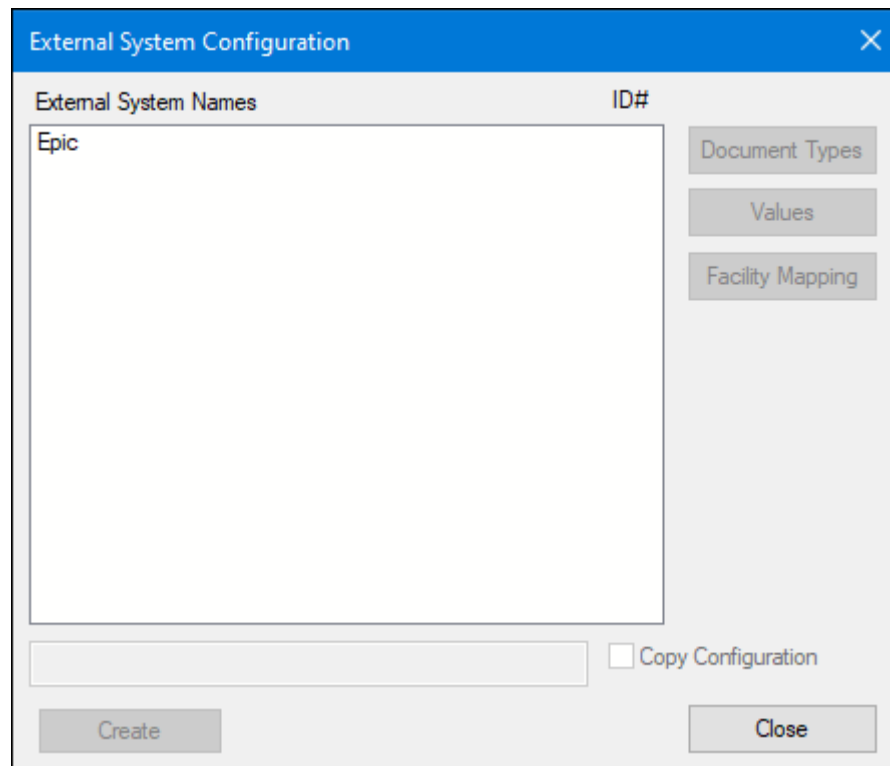 External System Configuration
External System Names ID#
Epic
Document Types
Values
Facility Mapping
Copy Configuration
Create
Close